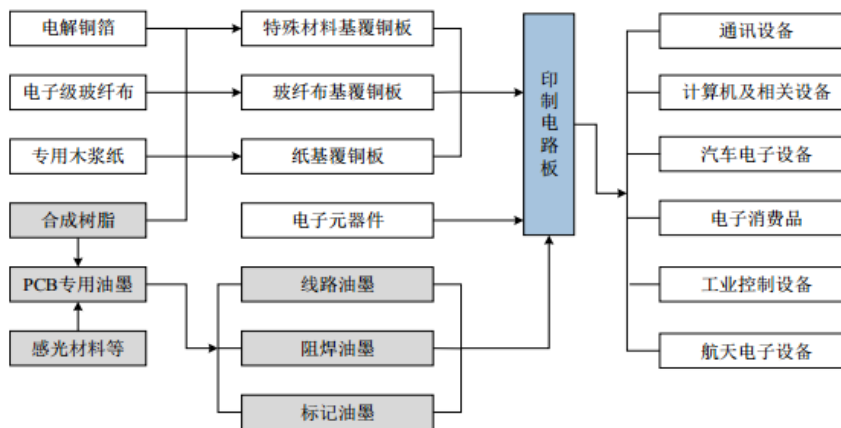 电解铜箔
电子级玻纤布
专用木浆纸
合成树脂
PCB专用油墨
感光材料等
特殊材料基覆铜板
玻纤布基覆铜板
纸基覆铜板
电子元器件
线路油墨
阻焊油墨
标记油墨
印制电路板
通讯设备
计算机及相关设备
汽车电子设备
电子消费品
工业控制设备
航天电子设备